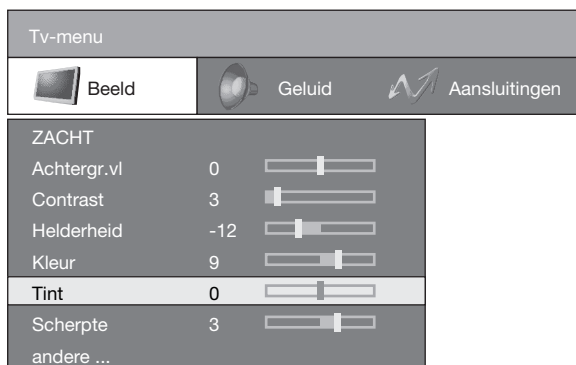 Tv-menu
Beeld Geluid Aansluitingen
ZACHT
Achtergr.vl 0
Contrast 3
Helderheid -12
Kleur 9
Tint 0
Scherpte 3
andere ...